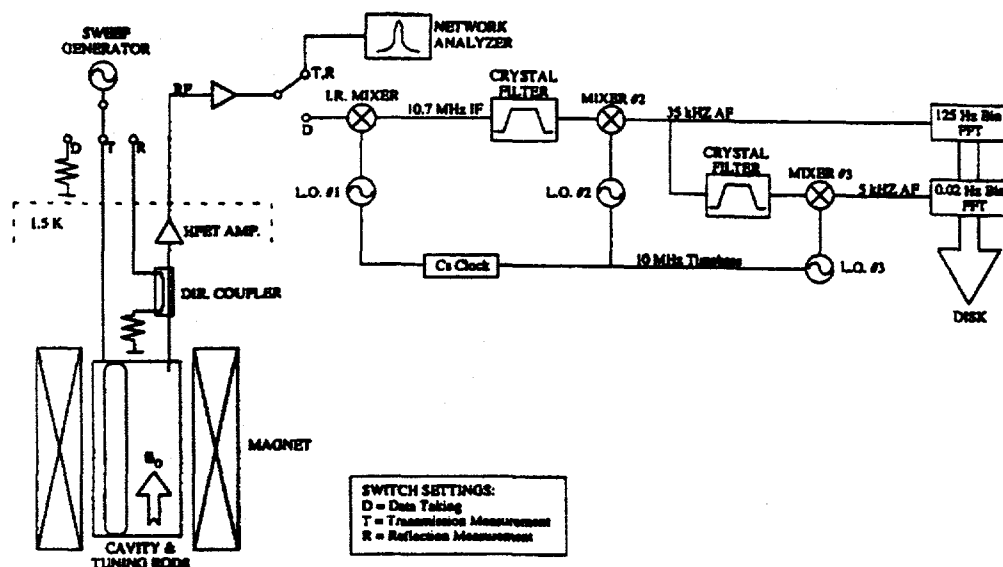 SWEEP
GENERATOR
D
T
R
1.5 K
RF
HFET AMP.
DIR. COUPLER
MAGNET
B0
CAVITY &
TUNING RODS
T,R
D
NETWORK
ANALYZER
I.R. MIXER
10.7 MHz IF
CRYSTAL
FILTER
MIXER #2
35 kHZ AF
125 Hz Bin
FFT
L.O. #1
L.O. #2
CRYSTAL
FILTER
MIXER #3
5 kHZ AF
0.02 Hz Bin
FFT
Cs Clock
10 MHz Timebase
L.O. #3
DISK
SWITCH SETTINGS:
D = Data Taking
T = Transmission Measurement
R = Reflection Measurement